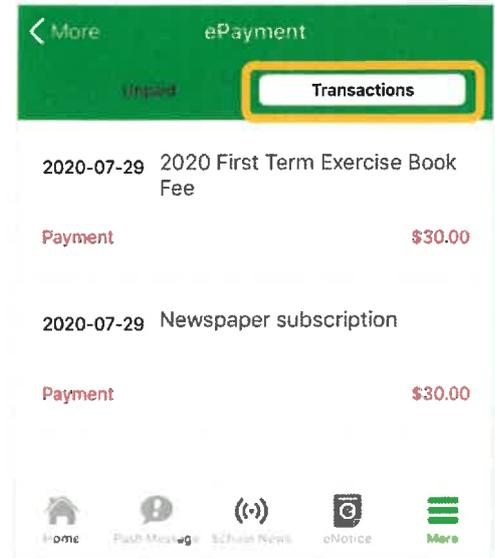 More ePayment
Unpaid Transactions
2020-07-29 2020 First Term Exercise Book
Fee
Payment $30.00
2020-07-29 Newspaper subscription
Payment $30.00
Home Push Message School News eNotice More